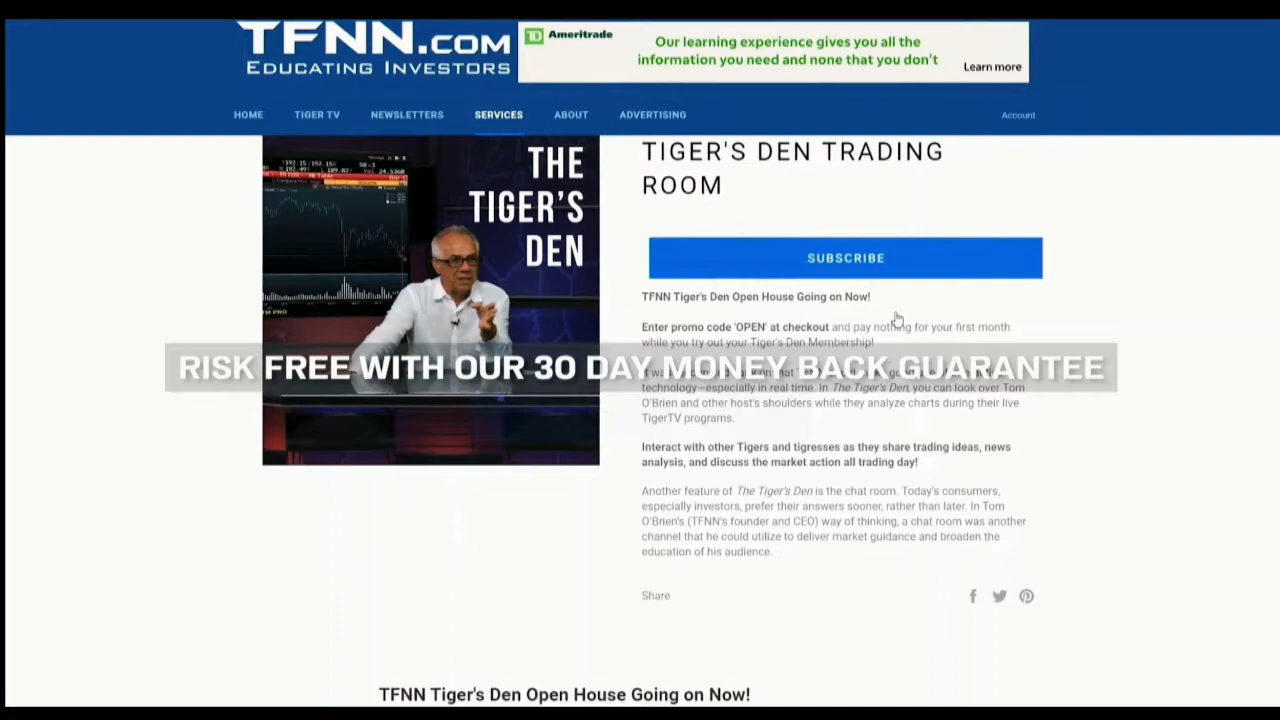 TFNN.COM
EDUCATING INVESTORS
Ameritrade
Our learning experience gives you all the
information you need and none that you don't
Learn more
HOME TIGER TV NEWSLETTERS SERVICES ABOUT ADVERTISING Account
THE
TIGER'S
DEN
TIGER'S DEN TRADING
ROOM
SUBSCRIBE
TFNN Tiger's Den Open House Going on Now!
Enter promo code 'OPEN' at checkout and pay nothing for your first month
while you try out your Tiger's Den Membership!
RISK FREE WITH OUR 30 DAY MONEY BACK GUARANTEE
technology—especially in real time. In The Tiger's Den, you can look over Tom
O'Brien and other host's shoulders while they analyze charts during their live
TigerTV programs.
Interact with other Tigers and tigresses as they share trading ideas, news
analysis, and discuss the market action all trading day!
Another feature of The Tiger's Den is the chat room. Today's consumers,
especially investors, prefer their answers sooner, rather than later. In Tom
O'Brien's (TFNN's founder and CEO) way of thinking, a chat room was another
channel that he could utilize to deliver market guidance and broaden the
education of his audience.
Share
TFNN Tiger's Den Open House Going on Now!